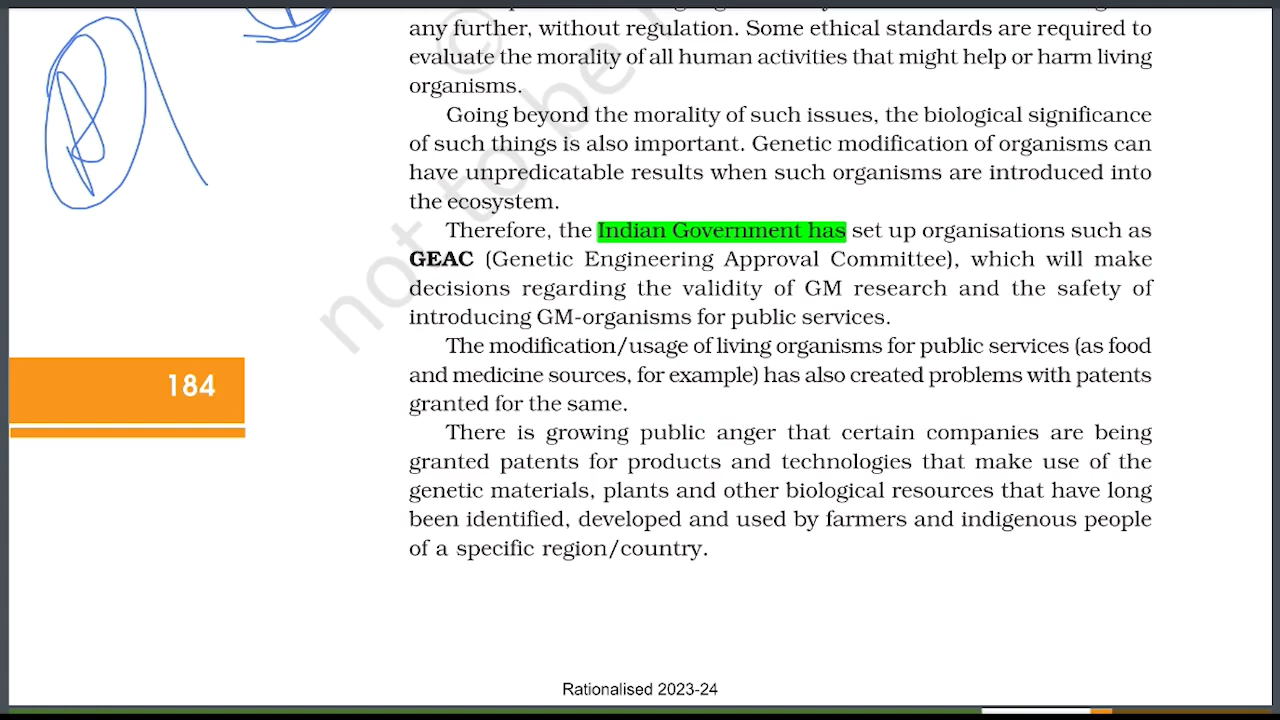 any further, without regulation. Some ethical standards are required to
evaluate the morality of all human activities that might help or harm living
organisms.
Going beyond the morality of such issues, the biological significance
of such things is also important. Genetic modification of organisms can
have unpredicatable results when such organisms are introduced into
the ecosystem.
Therefore, the Indian Government has set up organisations such as
GEAC (Genetic Engineering Approval Committee), which will make
decisions regarding the validity of GM research and the safety of
introducing GM-organisms for public services.
The modification/usage of living organisms for public services (as food
and medicine sources, for example) has also created problems with patents
granted for the same.
There is growing public anger that certain companies are being
granted patents for products and technologies that make use of the
genetic materials, plants and other biological resources that have long
been identified, developed and used by farmers and indigenous people
of a specific region/country.
184
© not to be
Rationalised 2023-24